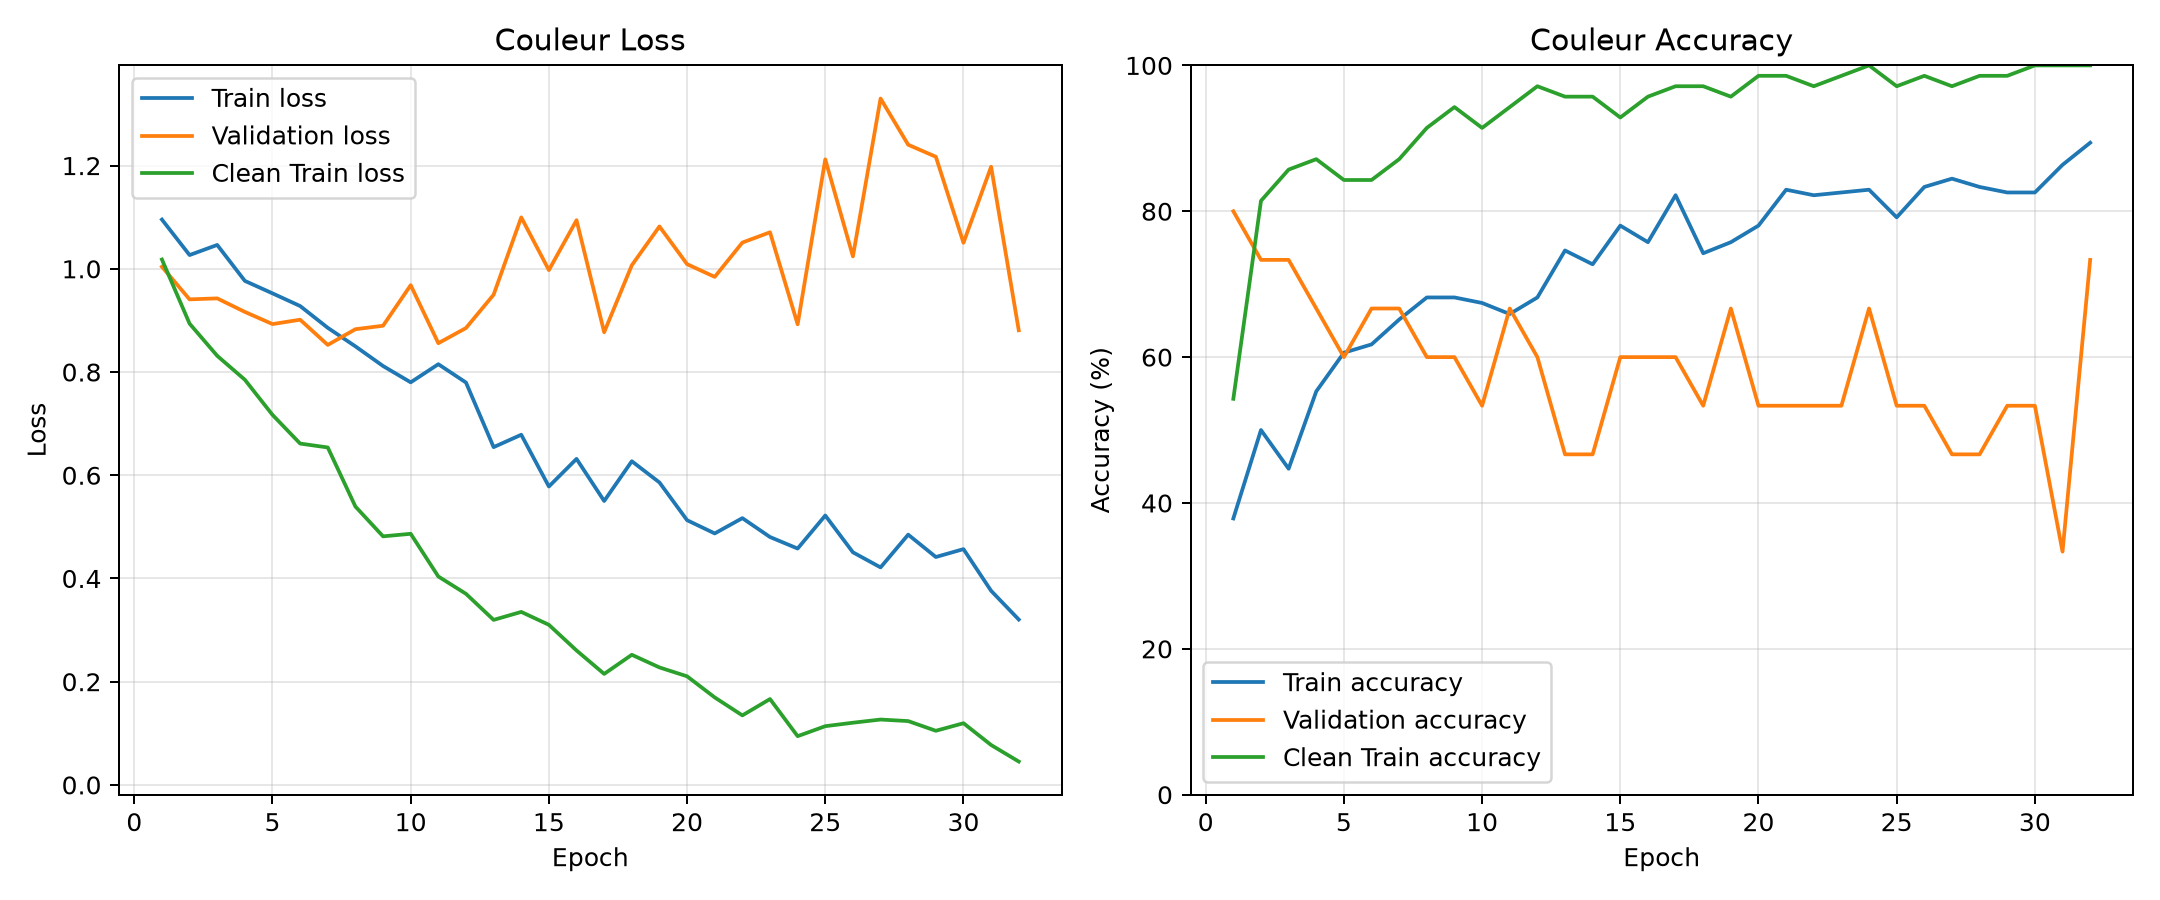 Couleur Loss
Train loss
Validation loss
Clean Train loss
Loss
1.2
1.0
0.8
0.6
0.4
0.2
0.0
0 5 10 15 20 25 30
Epoch
Couleur Accuracy
Accuracy (%)
100
80
60
40
20
0
Train accuracy
Validation accuracy
Clean Train accuracy
0 5 10 15 20 25 30
Epoch